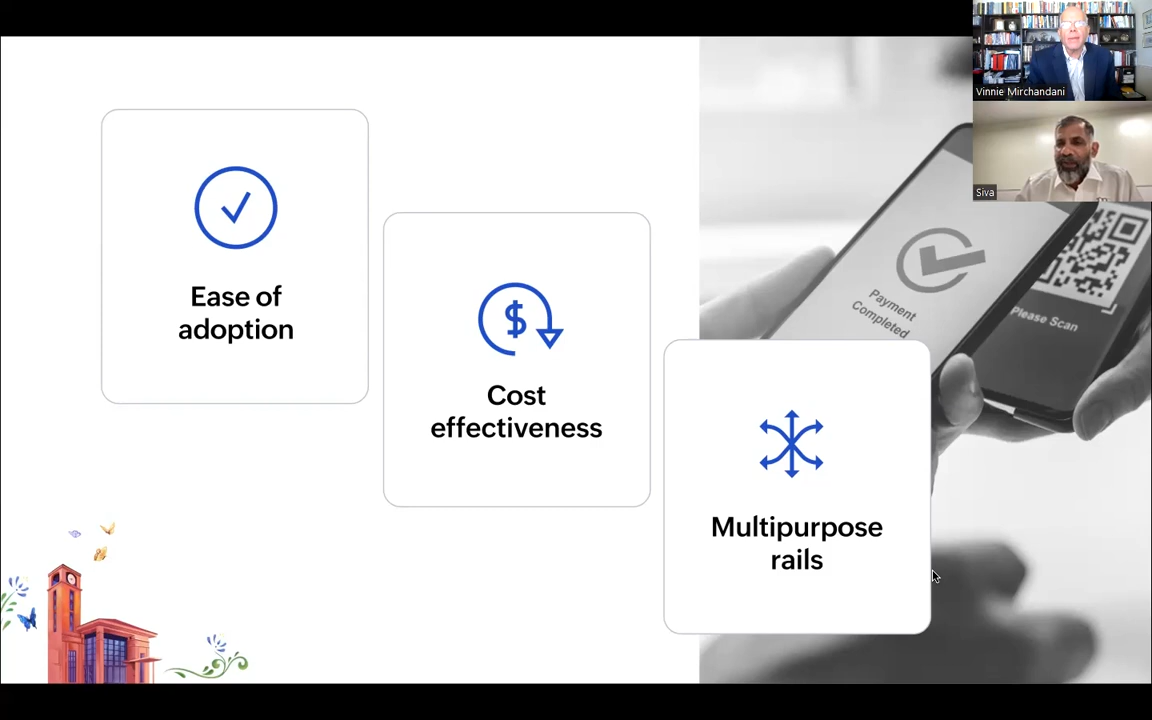 Vinnie Mirchandani
Siva
Ease of
adoption
Cost
effectiveness
Multipurpose
rails
Payment
Completed
Please Scan